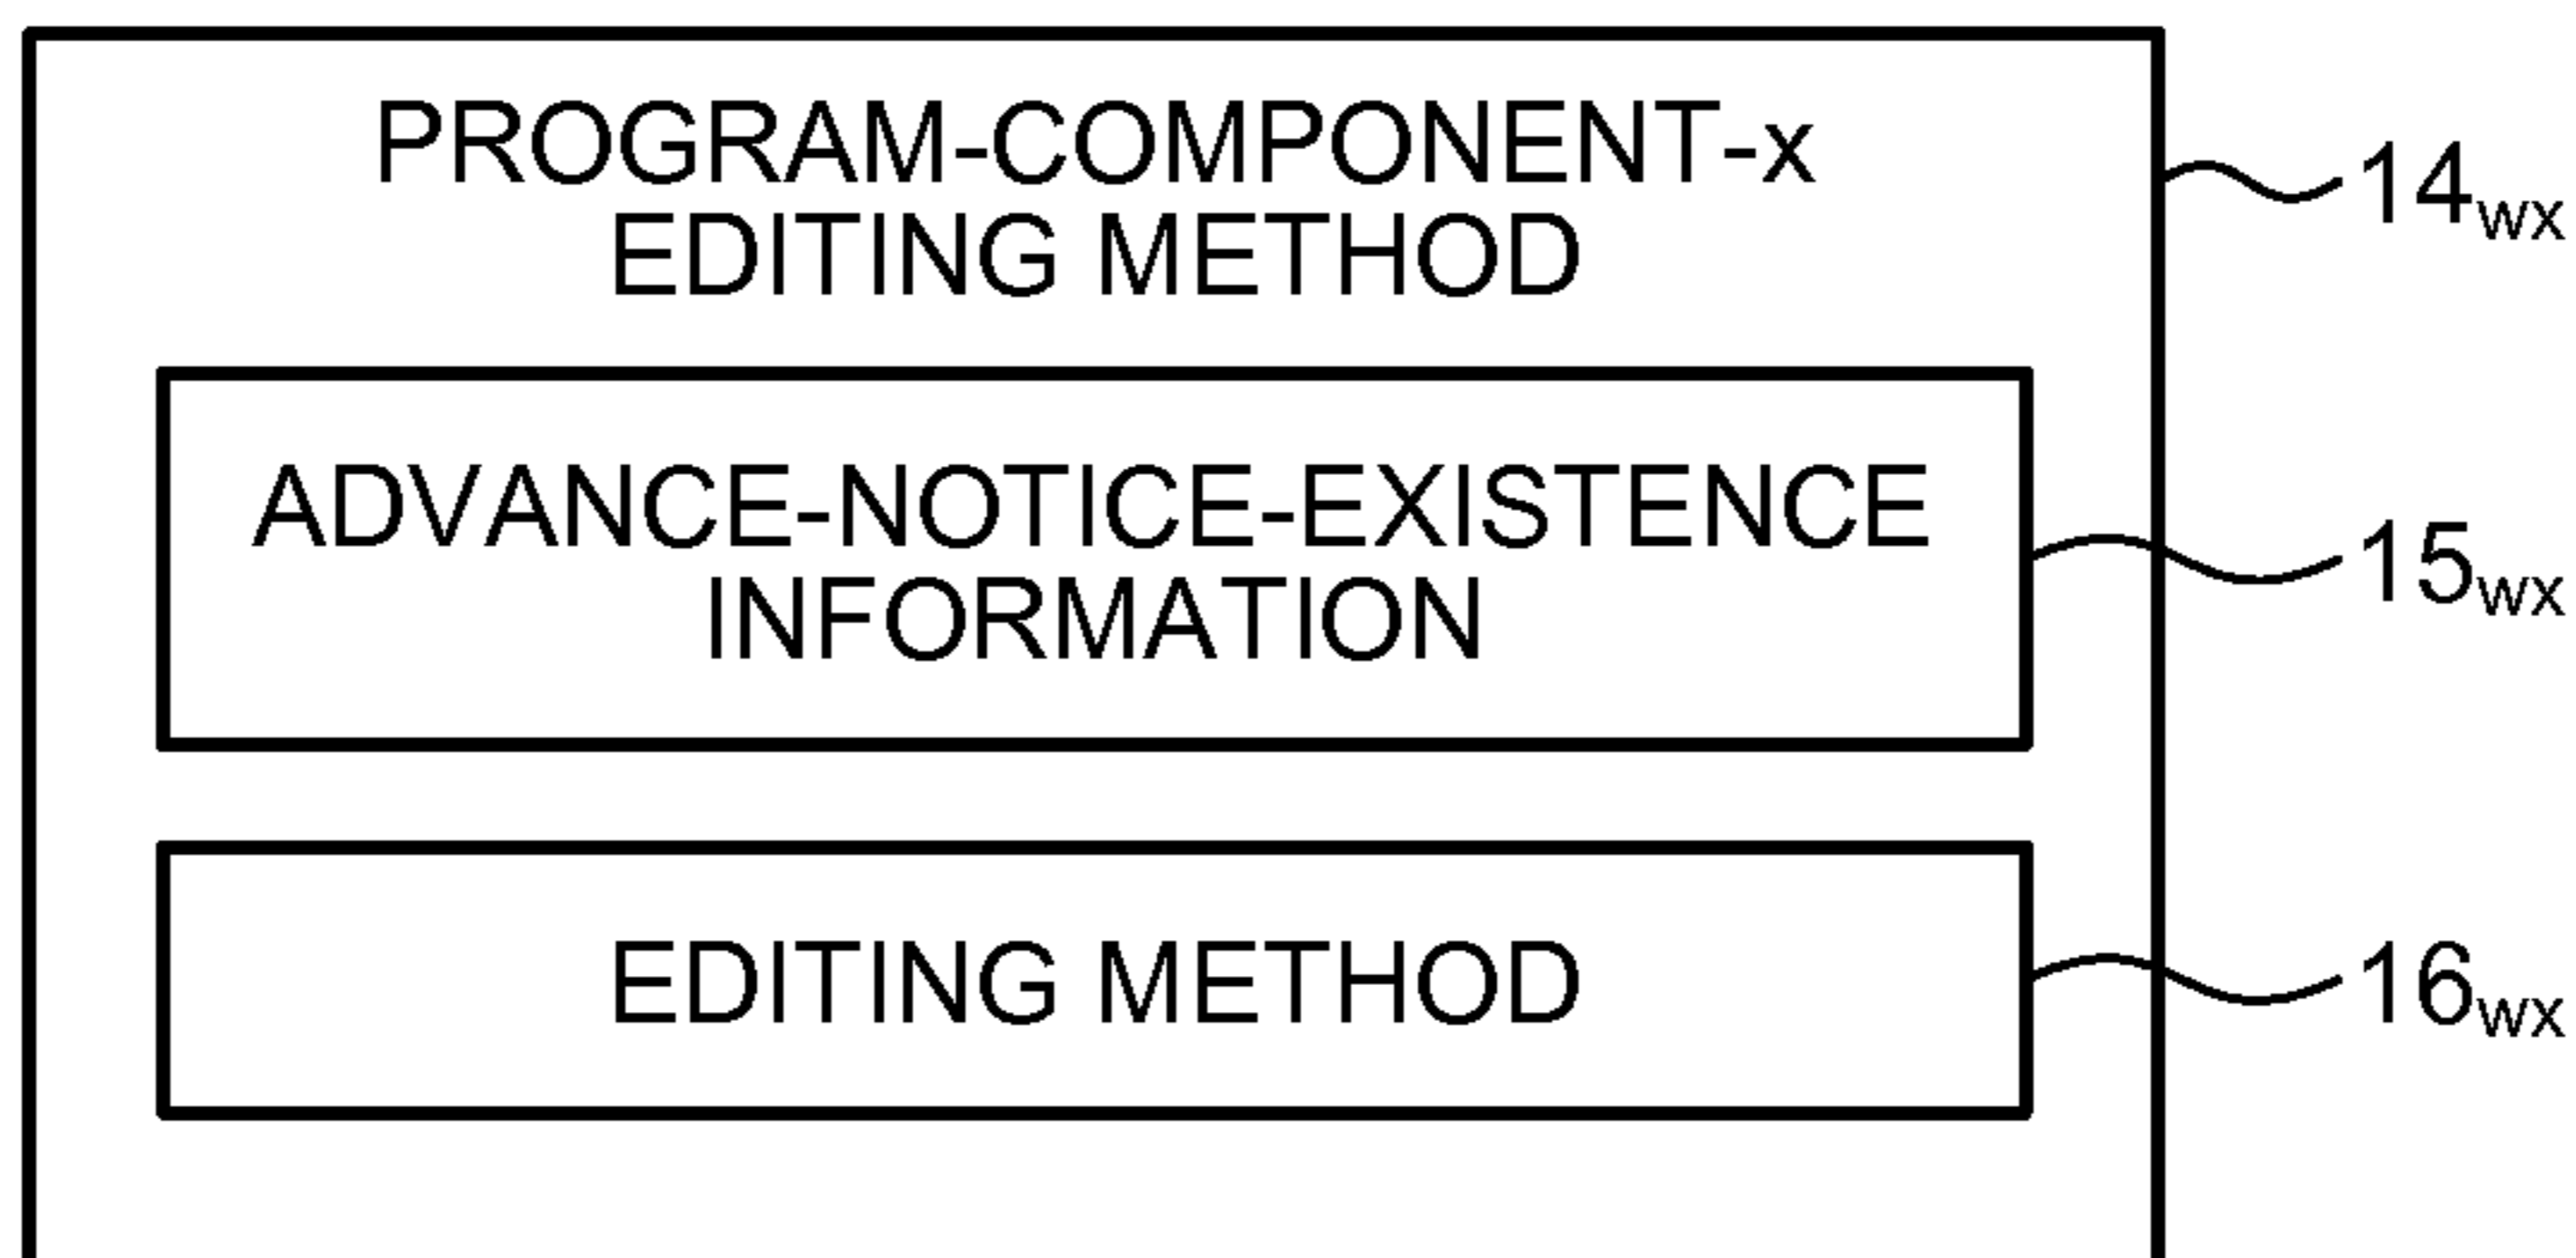 PROGRAM-COMPONENT-x
EDITING METHOD
14wx
ADVANCE-NOTICE-EXISTENCE
INFORMATION
15wx
EDITING METHOD
16wx